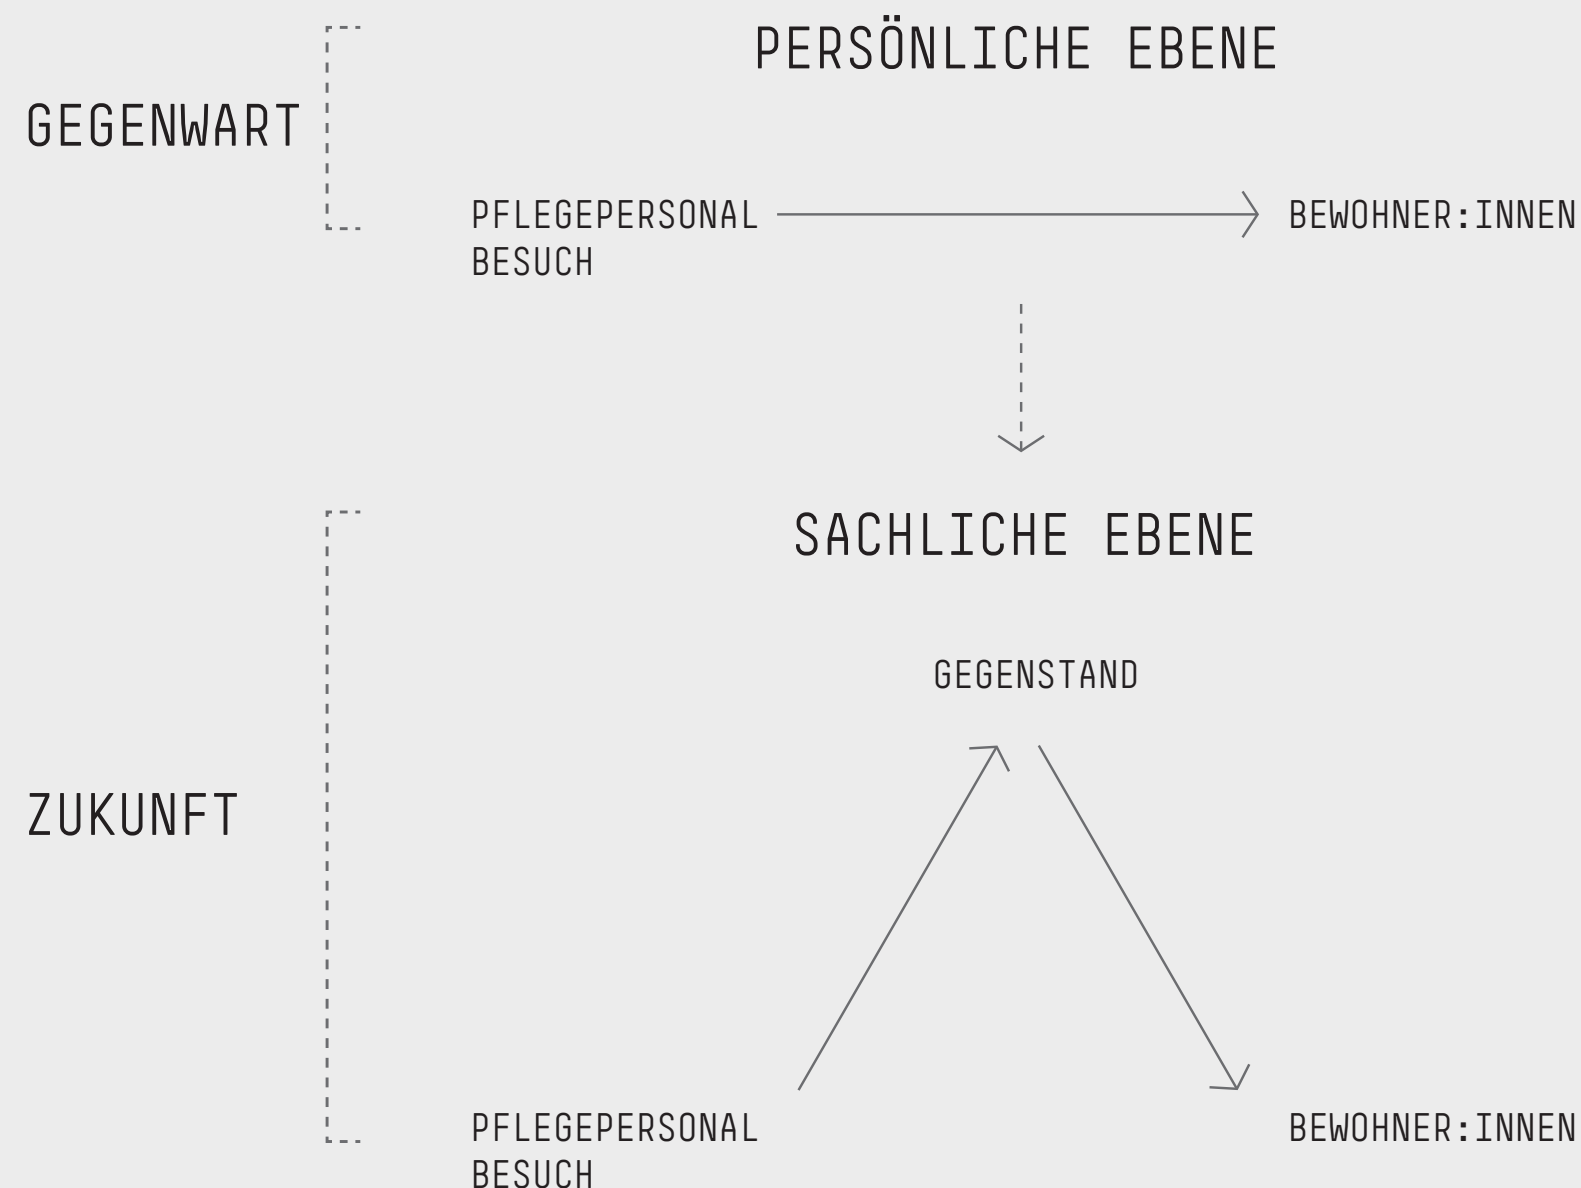 PERSÖNLICHE EBENE
GEGENWART
PFLEGEPERSONAL
BESUCH
BEWOHNER:INNEN
SACHLICHE EBENE
GEGENSTAND
ZUKUNFT
PFLEGEPERSONAL
BESUCH
BEWOHNER:INNEN